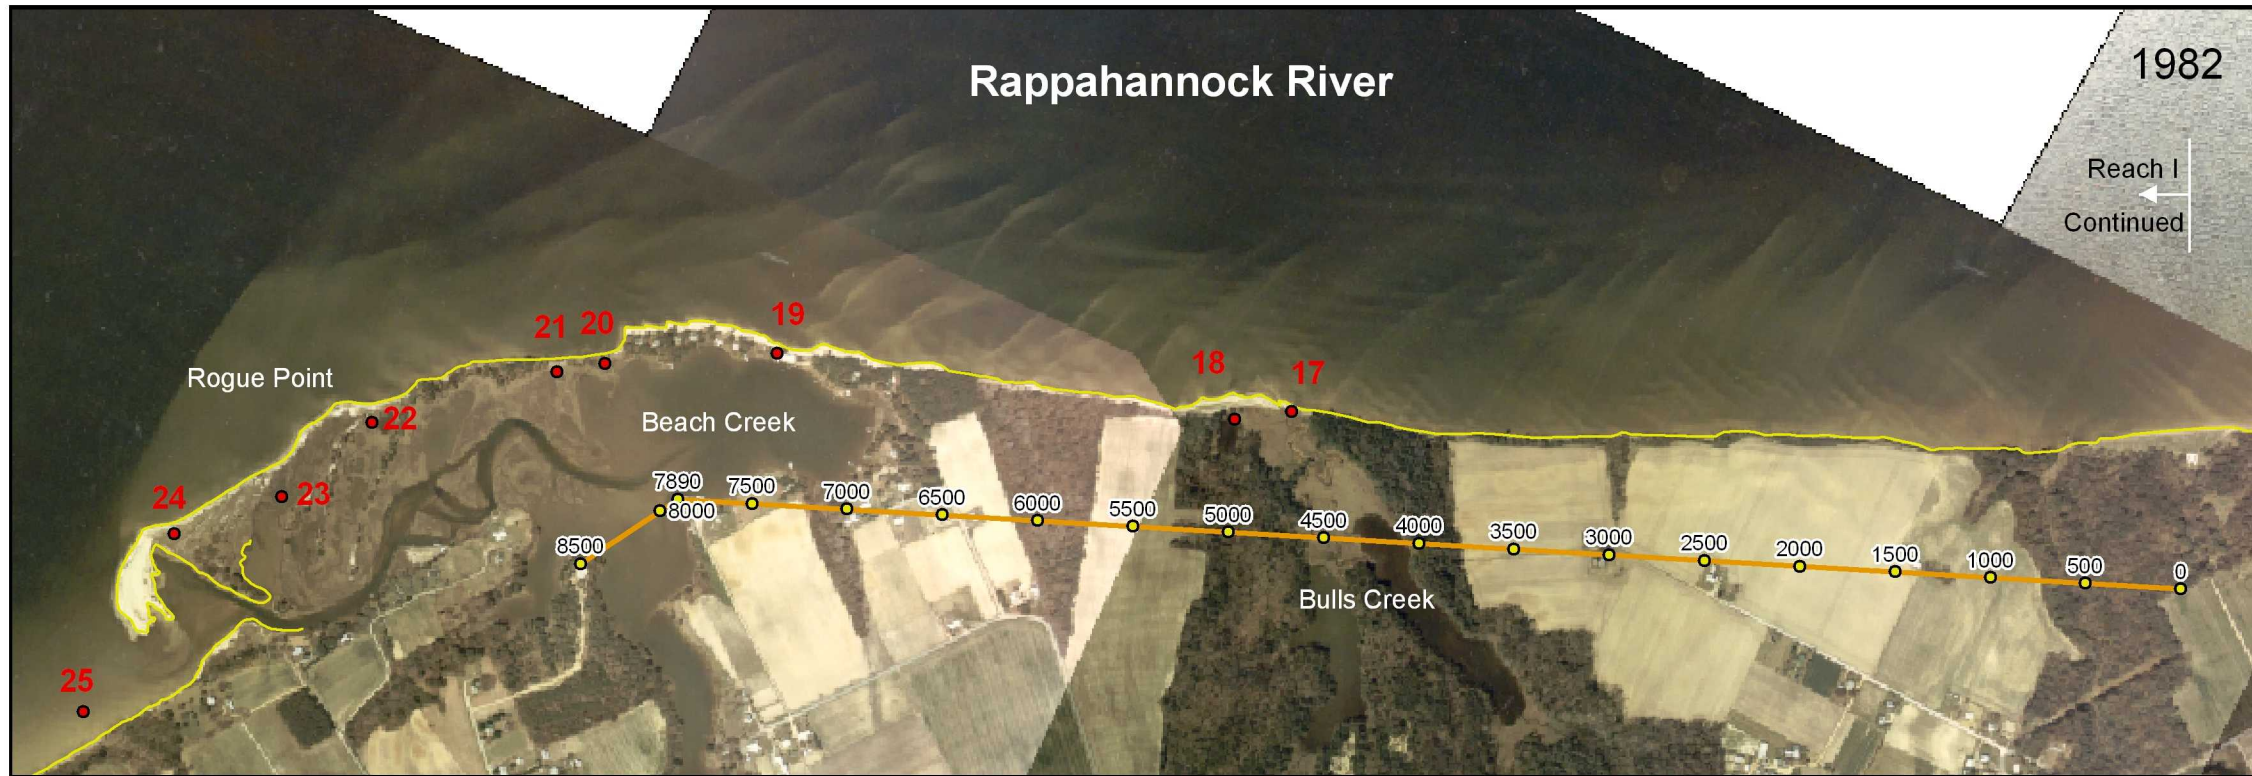 Rappahannock River
1982
Reach I
Continued
21 20 19
18 17
Rogue Point
22
Beach Creek
24 23
7890 7500 7000 6500 6000 5500 5000 4500 4000 3500 3000 2500 2000 1500 1000 500 0
8000
8500
Bulls Creek
25